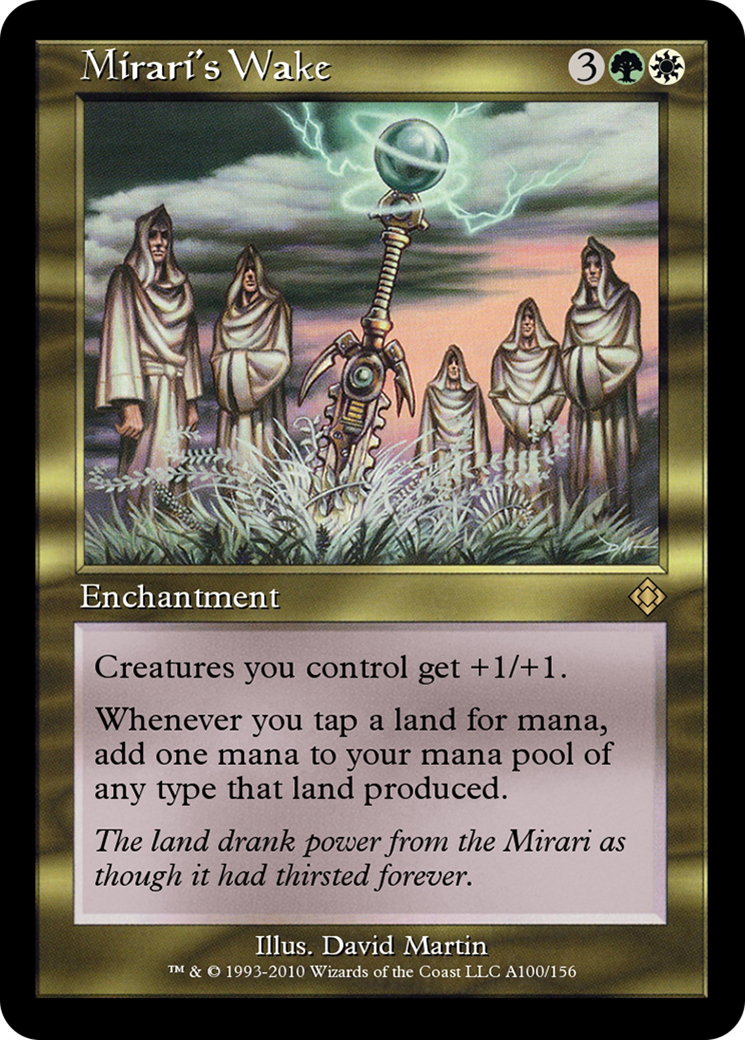 Mirari's Wake 3
Enchantment
Creatures you control get +1/+1.
Whenever you tap a land for mana,
add one mana to your mana pool of
any type that land produced.
The land drank power from the Mirari as
though it had thirsted forever.
Illus. David Martin
™ & © 1993-2010 Wizards of the Coast LLC A100/156